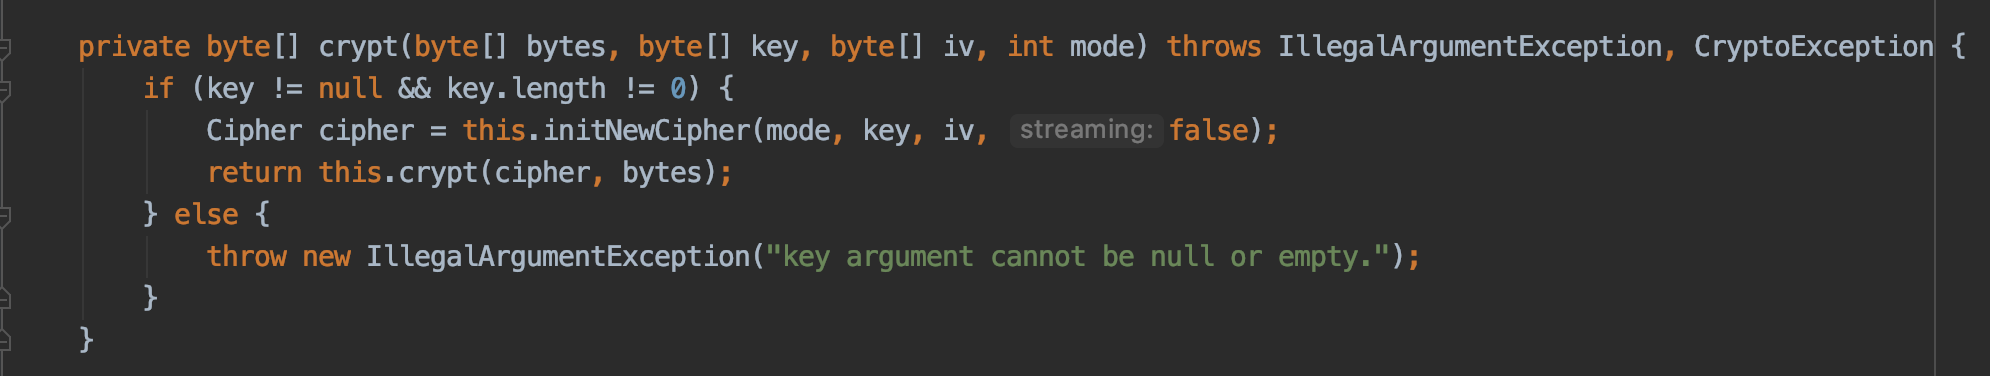 private byte[] crypt(byte[] bytes, byte[] key, byte[] iv, int mode) throws IllegalArgumentException, CryptoException {
if (key != null && key.length != 0) {
Cipher cipher = this.initNewCipher(mode, key, iv, streaming: false);
return this.crypt(cipher, bytes);
} else {
throw new IllegalArgumentException("key argument cannot be null or empty.");
}
}